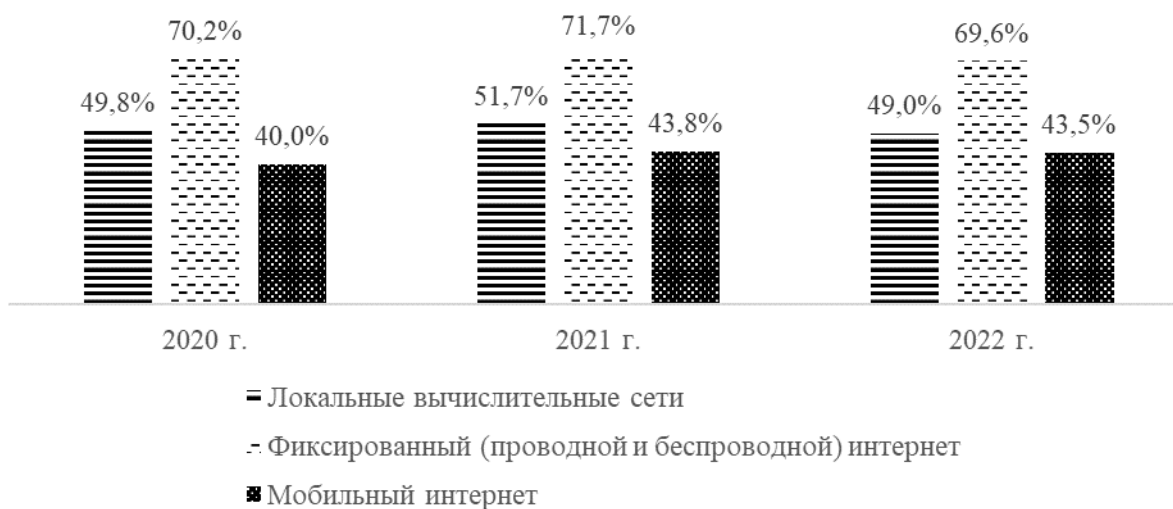 70,2% 71,7% 69,6%
49,8% 51,7% 49,0%
40,0% 43,8% 43,5%
2020 г. 2021 г. 2022 г.
Локальные вычислительные сети
Фиксированный (проводной и беспроводной) интернет
Мобильный интернет